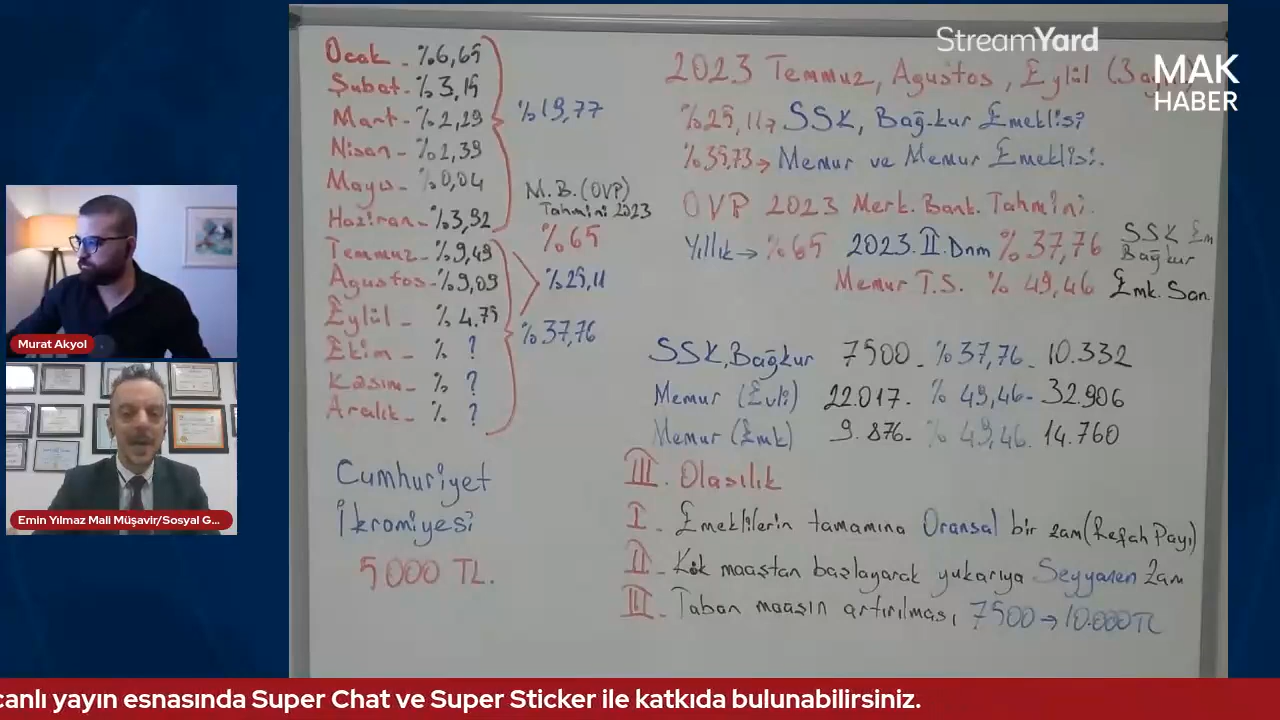 StreamYard
MAK
HABER
Ocak - %6,65
Şubat - %3,15
Mart - %2,29
Nisan - %2,39
Mayıs - %0,04
Haziran - %3,92
Temmuz - %9,49
Ağustos - %9,09
Eylül - % 4.75
Ekim - % ?
Kasım - % ?
Aralık - % ?
%19,77
M.B. (OVP)
Tahmini 2023
%65
%25,11
%37,76
Cumhuriyet
İkramiyesi
5000 TL.
2023 Temmuz, Ağustos, Eylül
%25,11 → SSK, Bağ-kur Emeklisi
%35,73 → Memur ve Memur Emeklisi.
OVP 2023 Merk. Bank. Tahmini.
Yıllık → %65 2023. II. Dnm %37,76 SSK Em
Bağkur
Memur T.S. % 49,46 Emk. San.
SSK, Bağkur 7500 - %37,76 - 10.332
Memur (Evli) 22.017 - % 49,46 - 32.906
Memur (Emk) 9.876 - % 49,46 - 14.760
III. Olasılık
I - Emeklilerin tamamına Oransal bir zam (Refah Payı)
II - Kök maaştan başlayarak yukarıya Seyyanen Zam
III - Taban maaşın artırılması, 7500 → 10.000 TL
Murat Akyol
Emin Yılmaz Mali Müşavir/Sosyal G...
canlı yayın esnasında Super Chat ve Super Sticker ile katkıda bulunabilirsiniz.